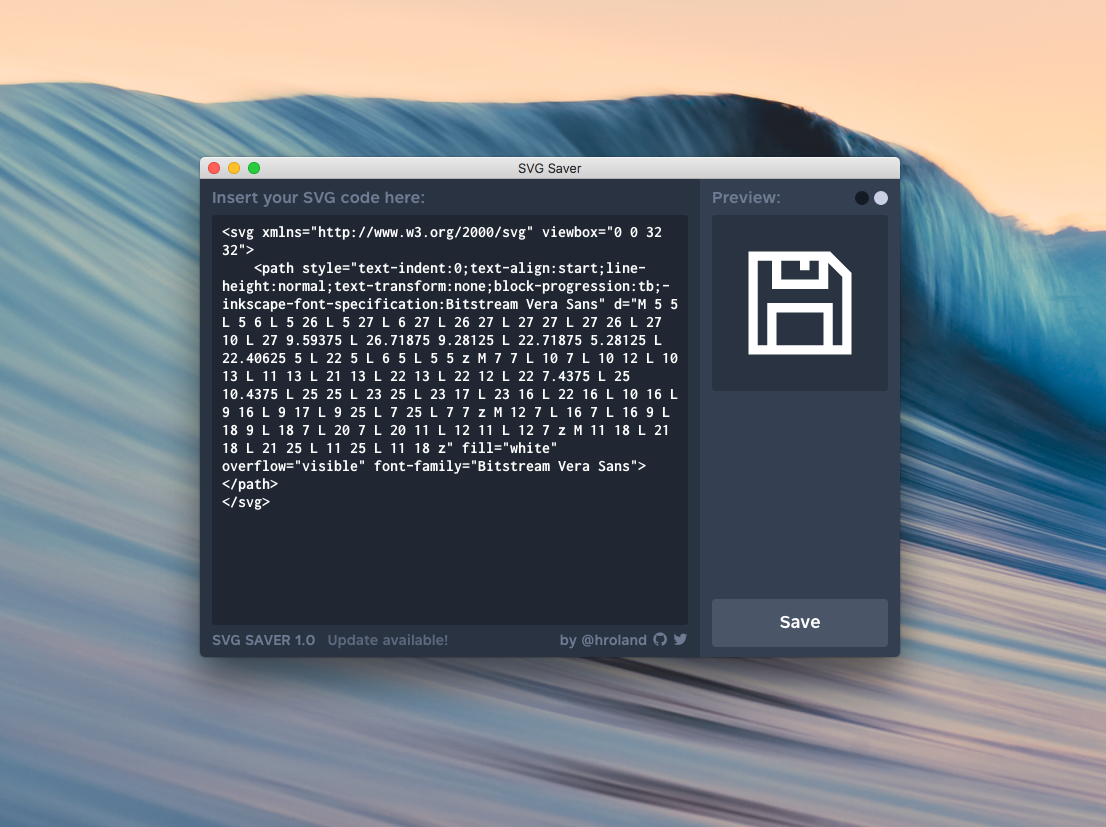 SVG Saver
Insert your SVG code here:
Preview:
<svg xmlns="http://www.w3.org/2000/svg" viewbox="0 0 32
32">
    <path style="text-indent:0;text-align:start;line-
height:normal;text-transform:none;block-progression:tb;-
inkscape-font-specification:Bitstream Vera Sans" d="M 5 5
L 5 6 L 5 26 L 5 27 L 6 27 L 26 27 L 27 27 L 27 26 L 27
10 L 27 9.59375 L 26.71875 9.28125 L 22.71875 5.28125 L
22.40625 5 L 22 5 L 6 5 L 5 5 z M 7 7 L 10 7 L 10 12 L 10
13 L 11 13 L 21 13 L 22 13 L 22 12 L 22 7.4375 L 25
10.4375 L 25 25 L 23 25 L 23 17 L 23 16 L 22 16 L 10 16 L
9 16 L 9 17 L 9 25 L 7 25 L 7 7 z M 12 7 L 16 7 L 16 9 L
18 9 L 18 7 L 20 7 L 20 11 L 12 11 L 12 7 z M 11 18 L 21
18 L 21 25 L 11 25 L 11 18 z" fill="white"
overflow="visible" font-family="Bitstream Vera Sans">
</path>
</svg>
Save
SVG SAVER 1.0 Update available! by @hroland